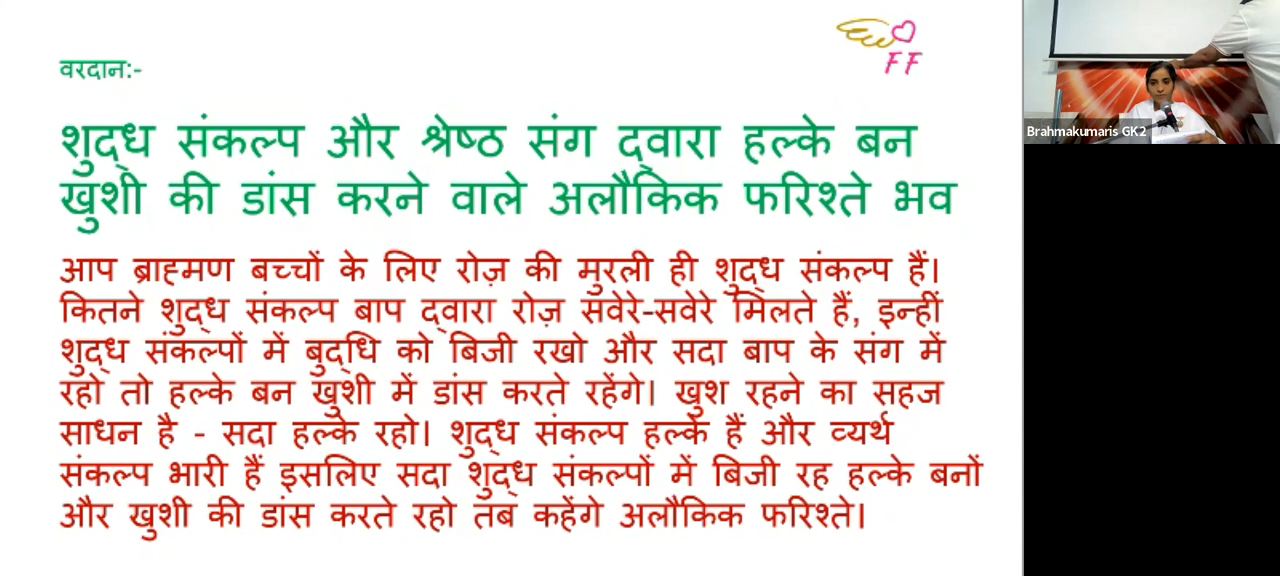 FF
वरदान:-
शुद्ध संकल्प और श्रेष्ठ संग द्वारा हल्के बन
खुशी की डांस करने वाले अलौकिक फरिश्ते भव
आप ब्राह्मण बच्चों के लिए रोज़ की मुरली ही शुद्ध संकल्प हैं।
कितने शुद्ध संकल्प बाप द्वारा रोज़ सवेरे-सवेरे मिलते हैं, इन्हीं
शुद्ध संकल्पों में बुद्धि को बिजी रखो और सदा बाप के संग में
रहो तो हल्के बन खुशी में डांस करते रहेंगे। खुश रहने का सहज
साधन है - सदा हल्के रहो। शुद्ध संकल्प हल्के हैं और व्यर्थ
संकल्प भारी हैं इसलिए सदा शुद्ध संकल्पों में बिजी रह हल्के बनों
और खुशी की डांस करते रहो तब कहेंगे अलौकिक फरिश्ते।
Brahmakumaris GK2